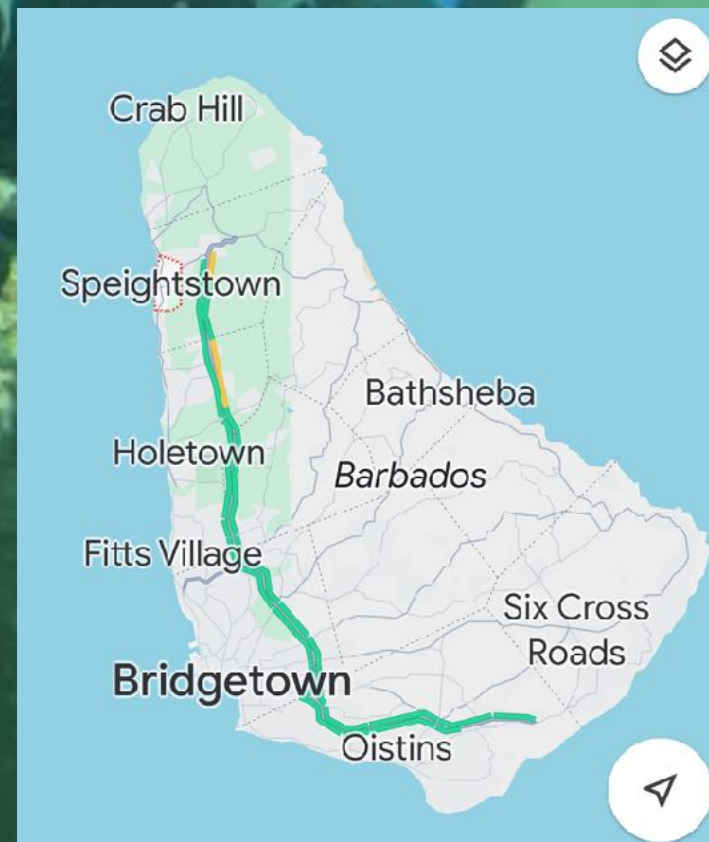 Crab Hill
Speightstown
Bathsheba
Holetown
Barbados
Fitts Village
Six Cross
Roads
Bridgetown
Oistins